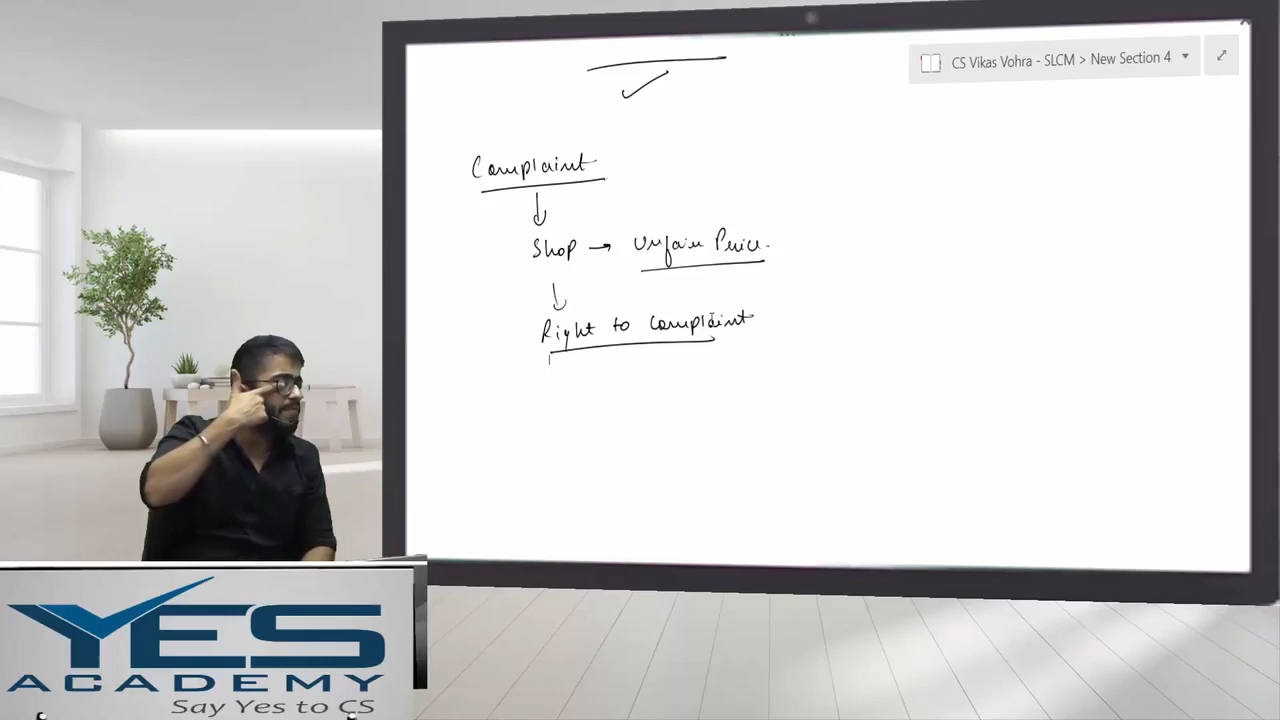 CS Vikas Vohra - SLCM > New Section 4
Complaint
Shop → Unfair Price.
Right to Complaint
YES
ACADEMY
Say Yes to CS